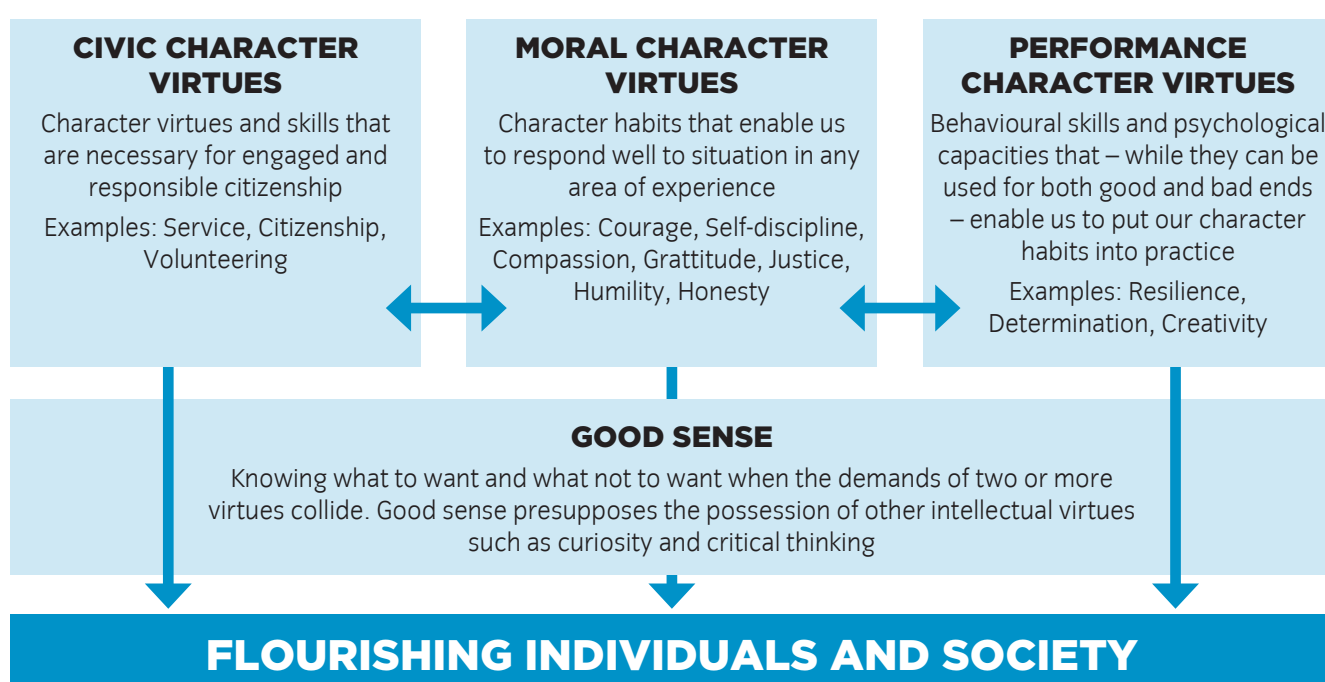 CIVIC CHARACTER
VIRTUES
Character virtues and skills that
are necessary for engaged and
responsible citizenship
Examples: Service, Citizenship,
Volunteering
MORAL CHARACTER
VIRTUES
Character habits that enable us
to respond well to situation in any
area of experience
Examples: Courage, Self-discipline,
Compassion, Grattitude, Justice,
Humility, Honesty
PERFORMANCE
CHARACTER VIRTUES
Behavioural skills and psychological
capacities that – while they can be
used for both good and bad ends
– enable us to put our character
habits into practice
Examples: Resilience,
Determination, Creativity
GOOD SENSE
Knowing what to want and what not to want when the demands of two or more
virtues collide. Good sense presupposes the possession of other intellectual virtues
such as curiosity and critical thinking
FLOURISHING INDIVIDUALS AND SOCIETY